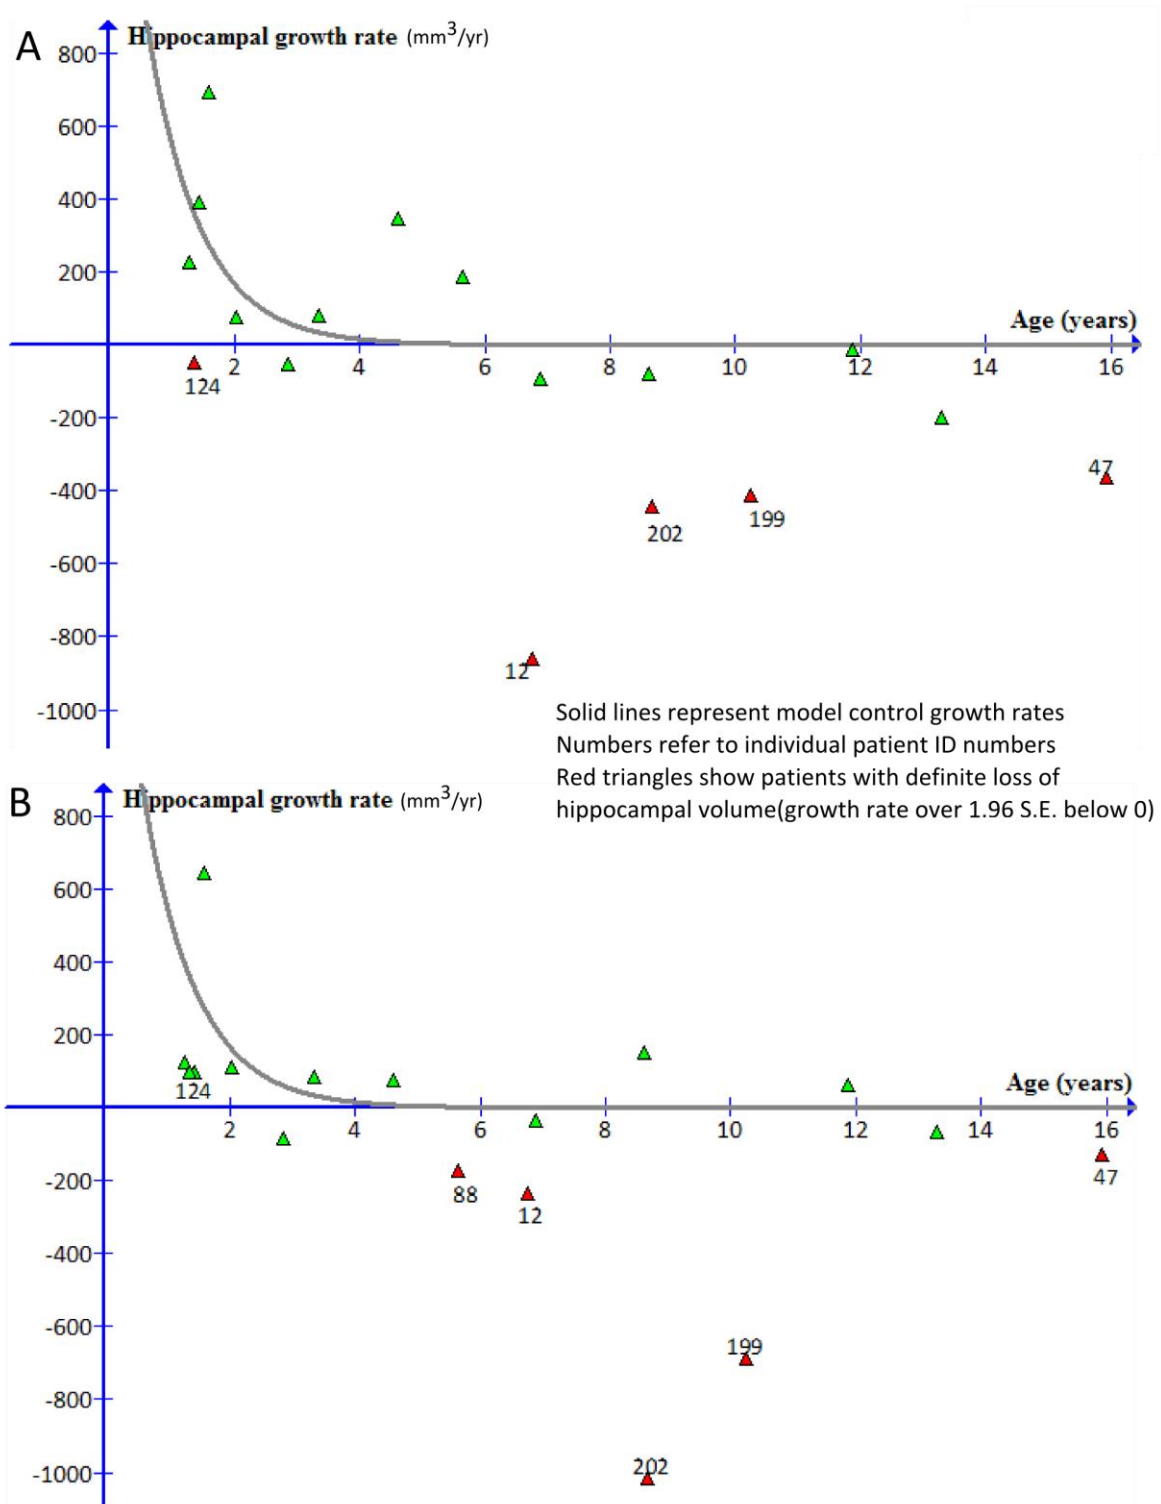 A
Hippocampal growth rate (mm³/yr)
800
600
400
200
Age (years)
2 4 6 8 10 12 14 16
124
-200
47
-400
202
199
-600
-800
12
-1000
Solid lines represent model control growth rates
Numbers refer to individual patient ID numbers
Red triangles show patients with definite loss of
hippocampal volume(growth rate over 1.96 S.E. below 0)
B
Hippocampal growth rate (mm³/yr)
800
600
400
200
124
Age (years)
2 4 6 8 10 12 14 16
-200
88
12
47
-400
-600
199
-800
202
-1000